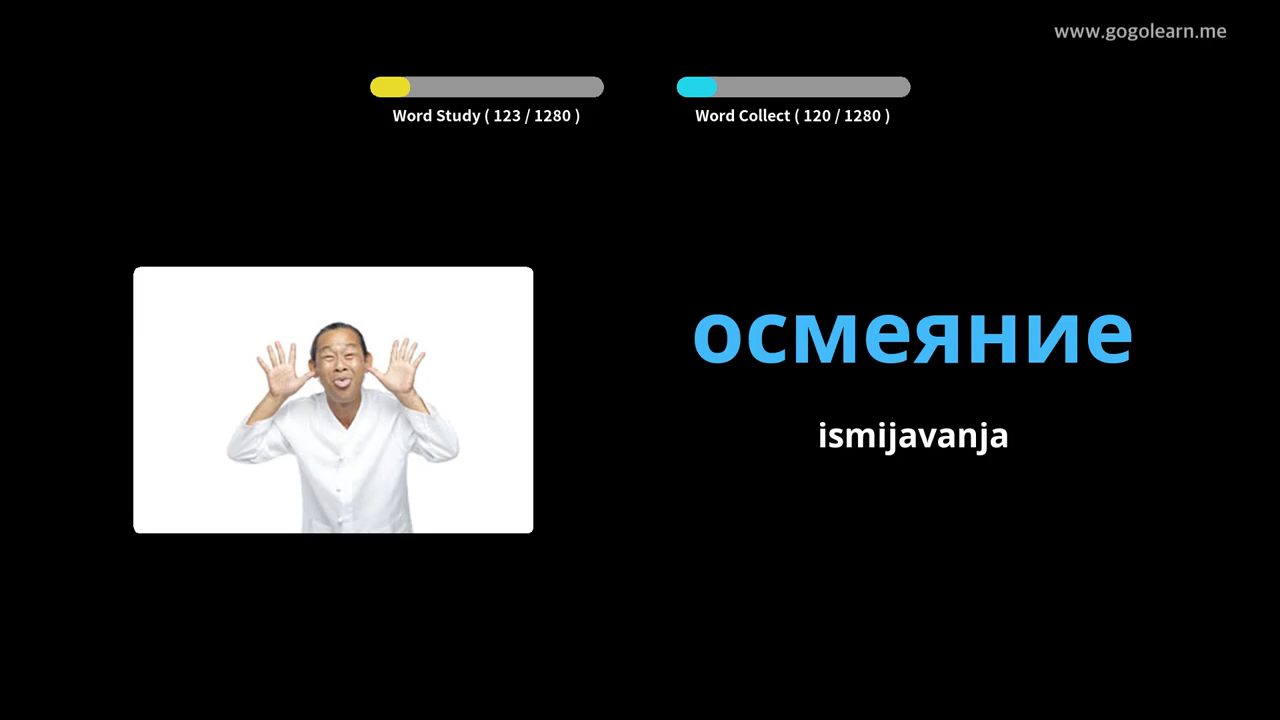 www.gogolearn.me
Word Study ( 123 / 1280 )
Word Collect ( 120 / 1280 )
осмеяние
ismijavanja